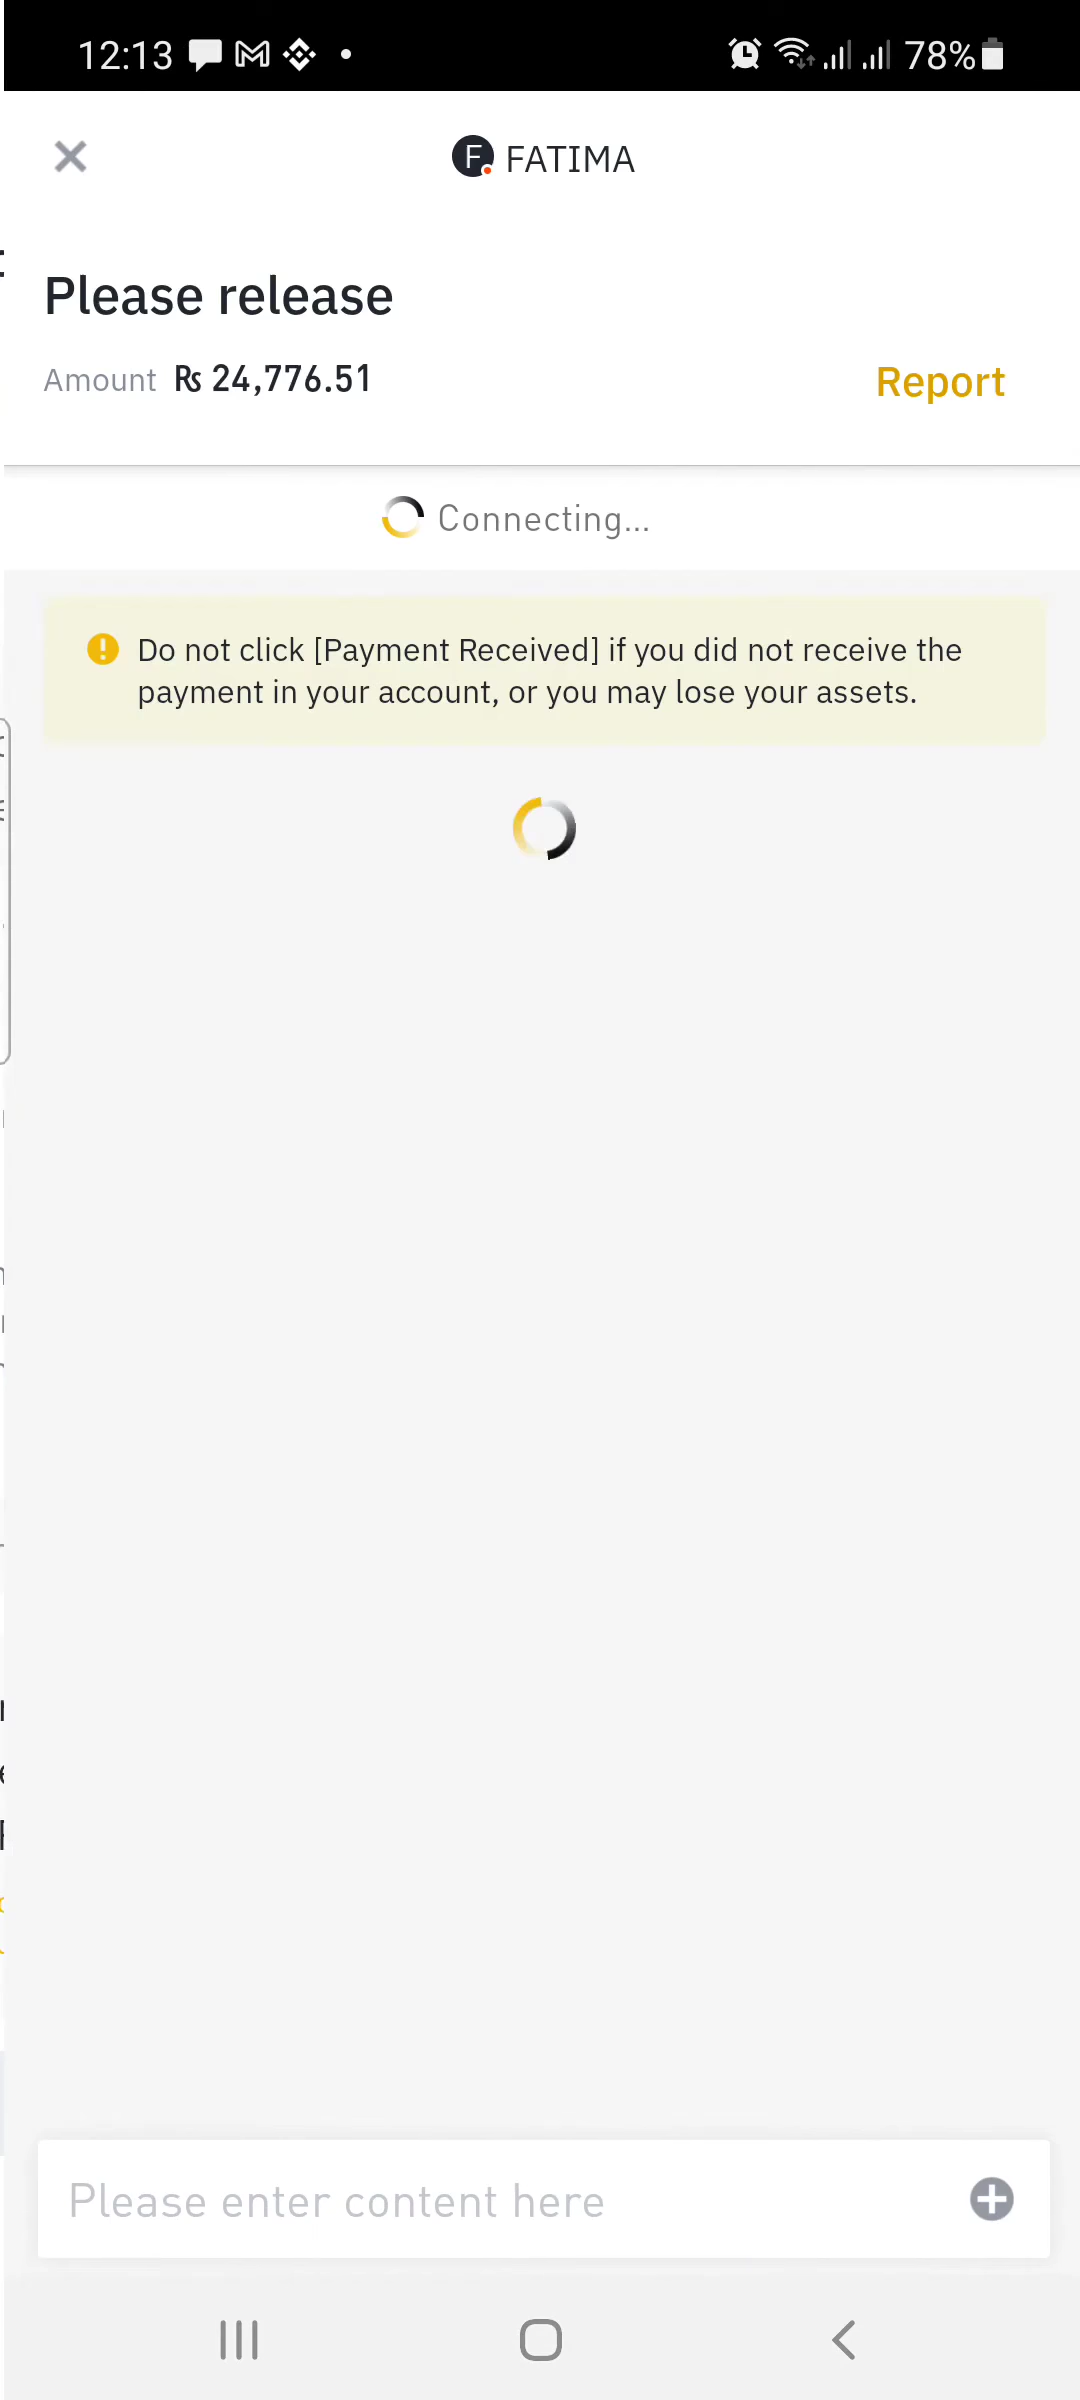 12:13
78%
F FATIMA
Please release
Amount ₨ 24,776.51
Report
Connecting...
Do not click [Payment Received] if you did not receive the
payment in your account, or you may lose your assets.
Please enter content here